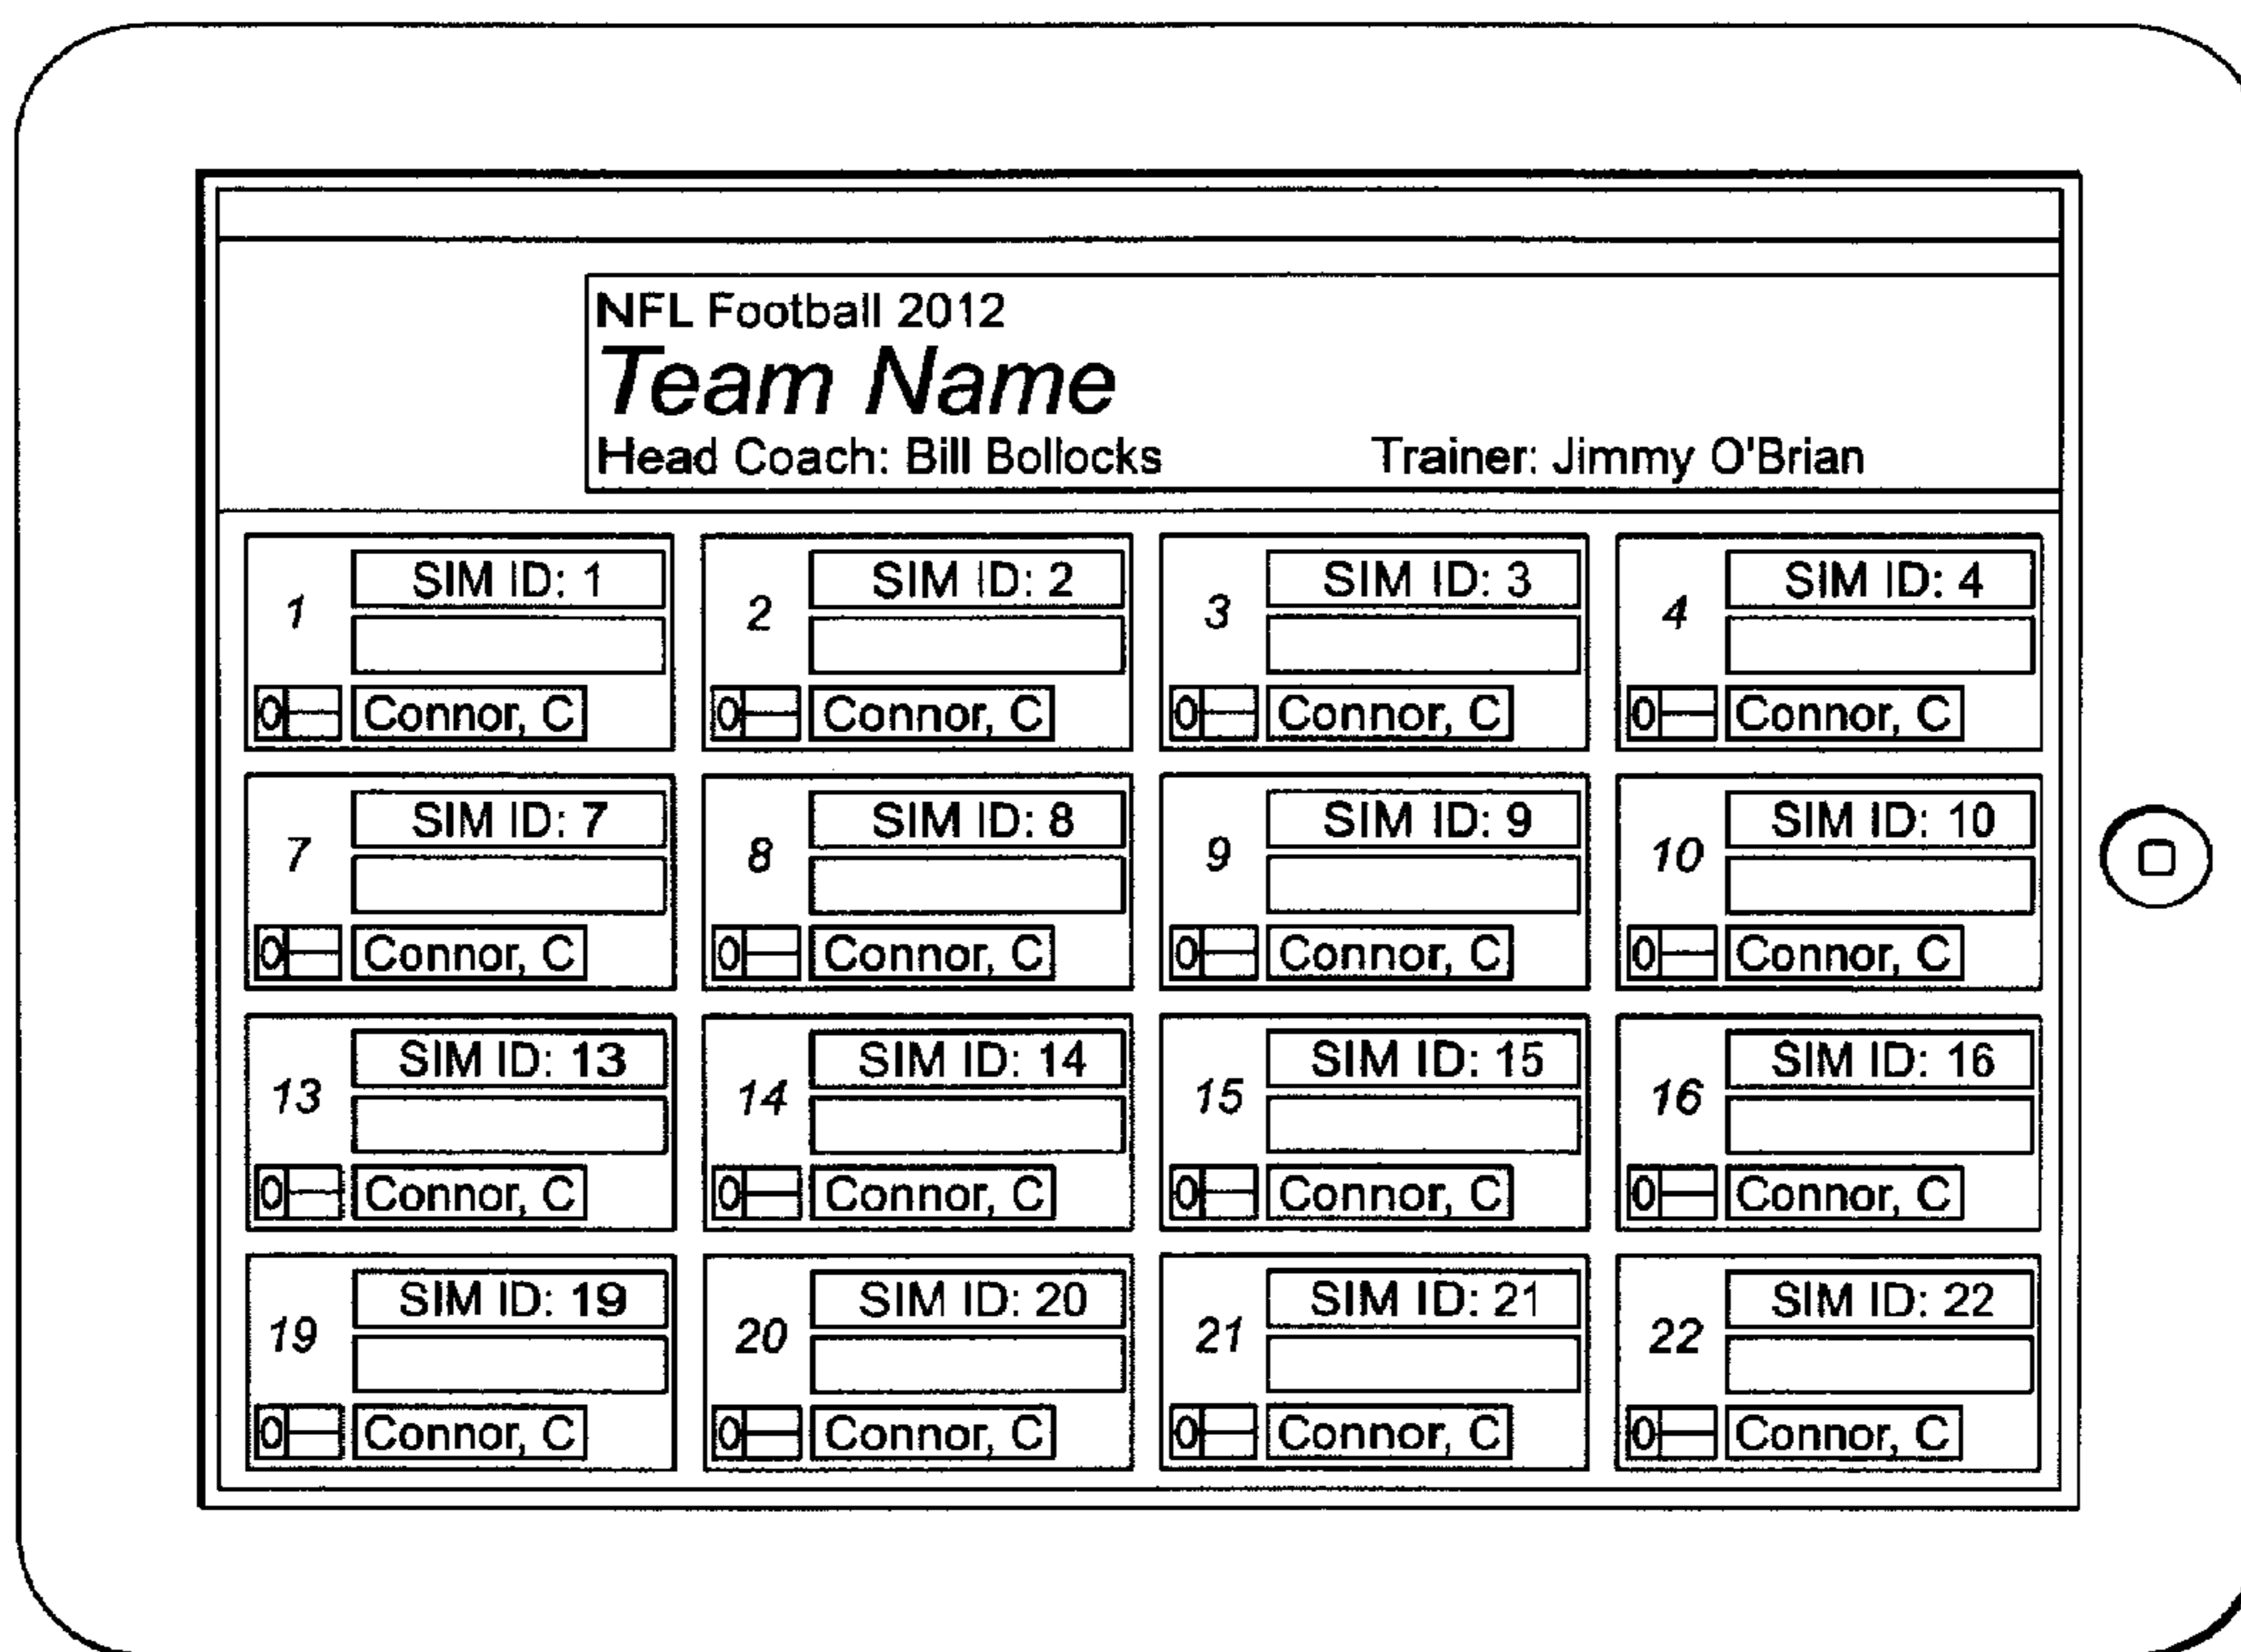 NFL Football 2012
Team Name
Head Coach: Bill Bollocks Trainer: Jimmy O'Brian
1 SIM ID: 1 2 SIM ID: 2 3 SIM ID: 3 4 SIM ID: 4
0 Connor, C 0 Connor, C 0 Connor, C 0 Connor, C
7 SIM ID: 7 8 SIM ID: 8 9 SIM ID: 9 10 SIM ID: 10
0 Connor, C 0 Connor, C 0 Connor, C 0 Connor, C
13 SIM ID: 13 14 SIM ID: 14 15 SIM ID: 15 16 SIM ID: 16
0 Connor, C 0 Connor, C 0 Connor, C 0 Connor, C
19 SIM ID: 19 20 SIM ID: 20 21 SIM ID: 21 22 SIM ID: 22
0 Connor, C 0 Connor, C 0 Connor, C 0 Connor, C